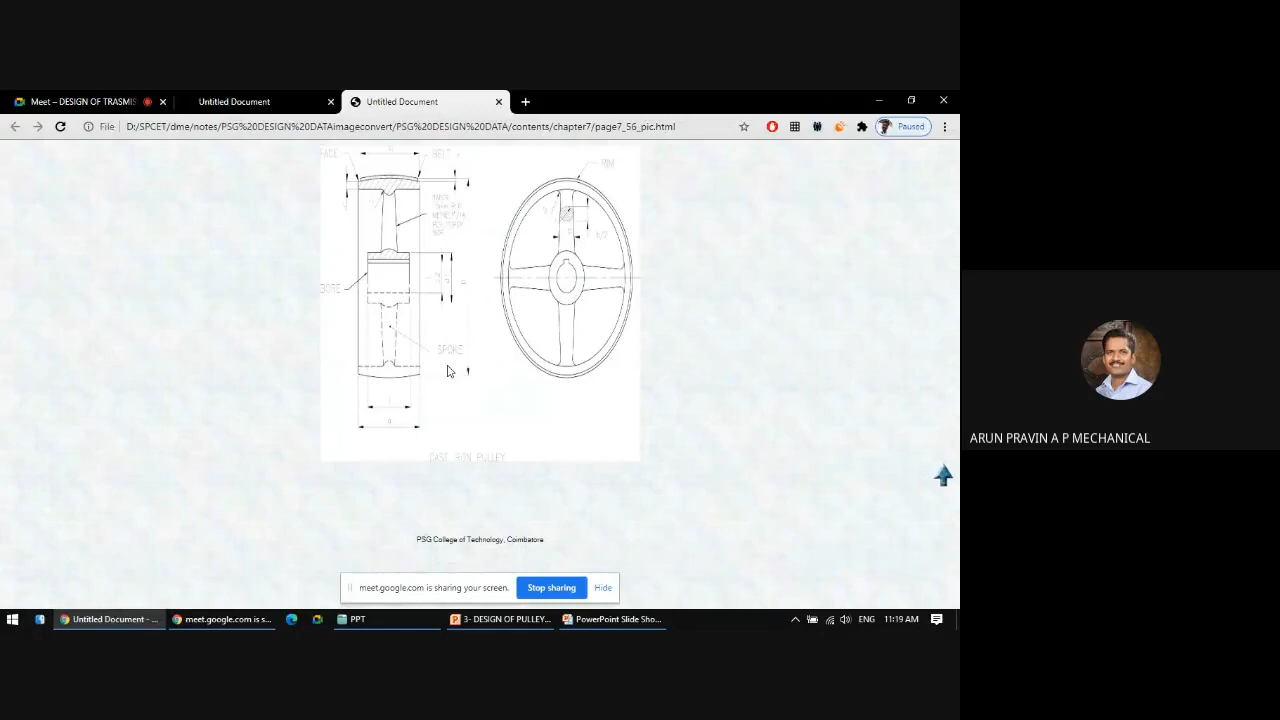 Meet – DESIGN OF TRASMIS
Untitled Document
Untitled Document
File
D:/SPCET/dme/notes/PSG%20DESIGN%20DATAimageconvert/PSG%20DESIGN%20DATA/contents/chapter7/page7_56_pic.html
Paused
FACE
BELT
RIM
BORE
SPOKE
CAST IRON PULLEY
PSG College of Technology, Coimbatore
meet.google.com is sharing your screen.
Stop sharing
Hide
ARUN PRAVIN A P MECHANICAL
Untitled Document - ...
meet.google.com is s...
PPT
3- DESIGN OF PULLEY...
PowerPoint Slide Sho...
ENG
11:19 AM